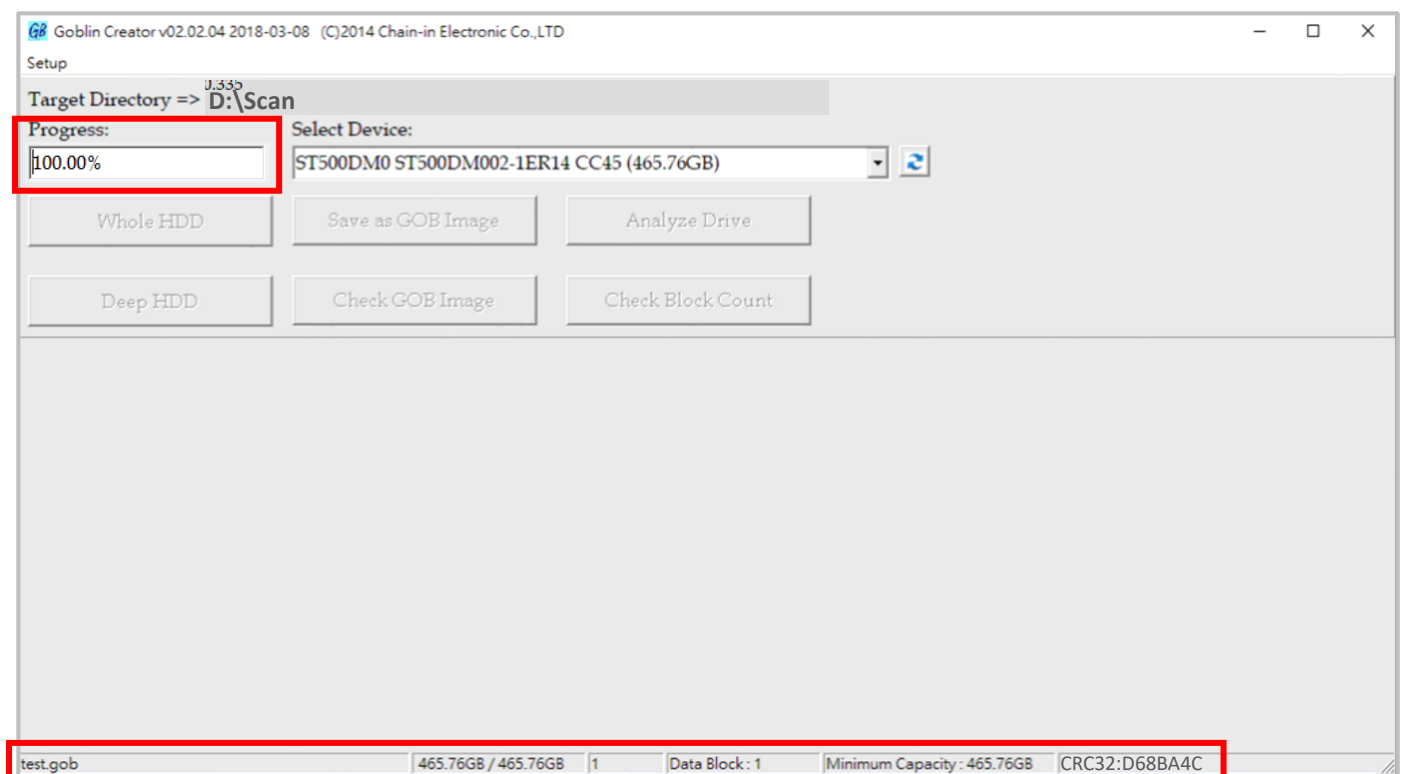 GB Goblin Creator v02.02.04 2018-03-08 (C)2014 Chain-in Electronic Co.,LTD
Setup
Target Directory => D:\Scan
Progress: Select Device:
100.00% ST500DM0 ST500DM002-1ER14 CC45 (465.76GB)
Whole HDD Save as GOB Image Analyze Drive
Deep HDD Check GOB Image Check Block Count
test.gob 465.76GB / 465.76GB 1 Data Block : 1 Minimum Capacity : 465.76GB CRC32:D68BA4C